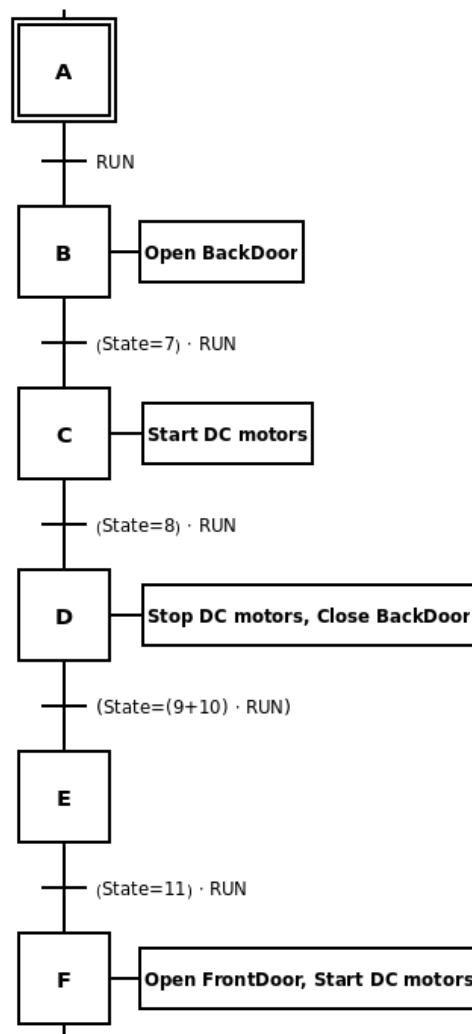 A
RUN
B
Open BackDoor
(State=7) · RUN
C
Start DC motors
(State=8) · RUN
D
Stop DC motors, Close BackDoor
(State=(9+10) · RUN)
E
(State=11) · RUN
F
Open FrontDoor, Start DC motors